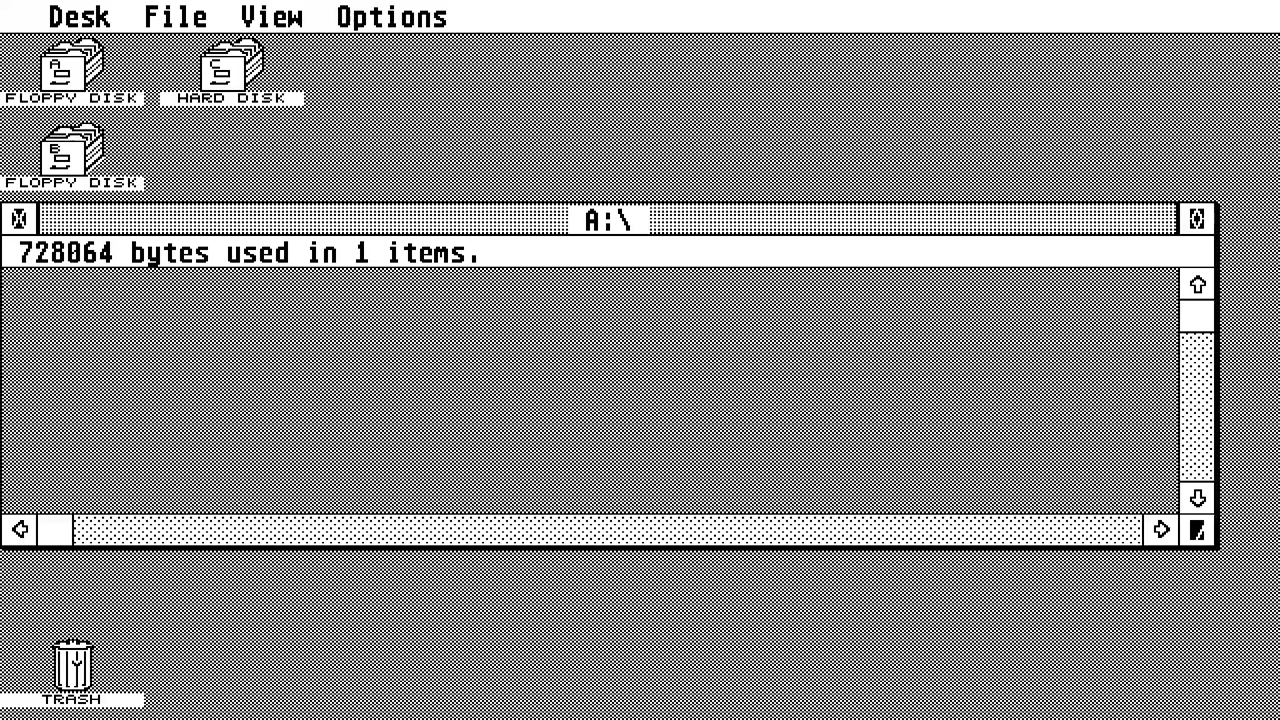 Desk File View Options
A C
FLOPPY DISK HARD DISK
B
FLOPPY DISK
A:\
728064 bytes used in 1 items.
TRASH